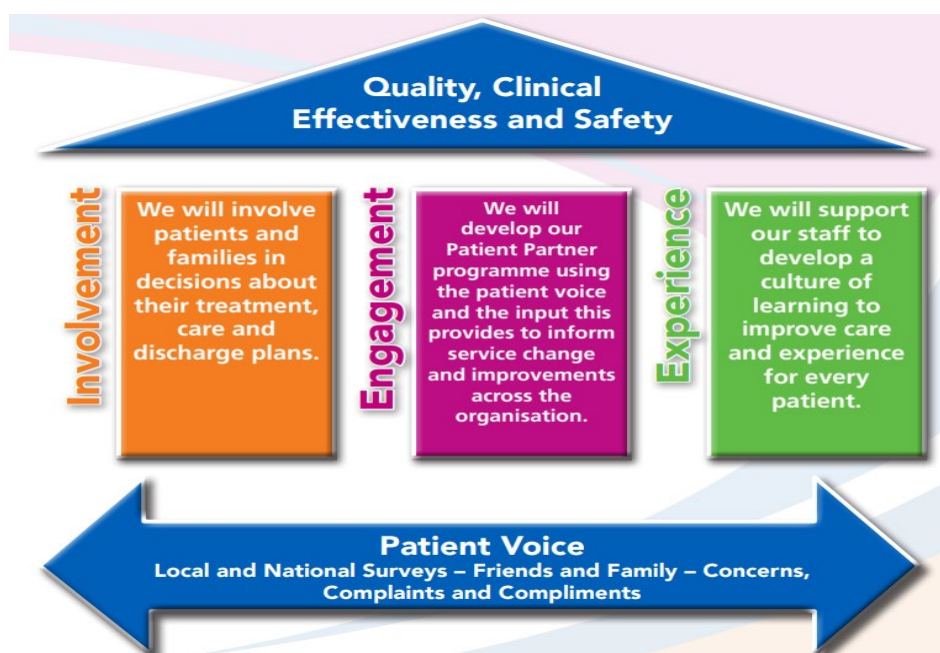 Quality, Clinical
Effectiveness and Safety
Involvement
We will involve
patients and
families in
decisions about
their treatment,
care and
discharge plans.
Engagement
We will
develop our
Patient Partner
programme using
the patient voice
and the input this
provides to inform
service change
and improvements
across the
organisation.
Experience
We will support
our staff to
develop a
culture of
learning to
improve care
and experience
for every
patient.
Patient Voice
Local and National Surveys – Friends and Family – Concerns,
Complaints and Compliments